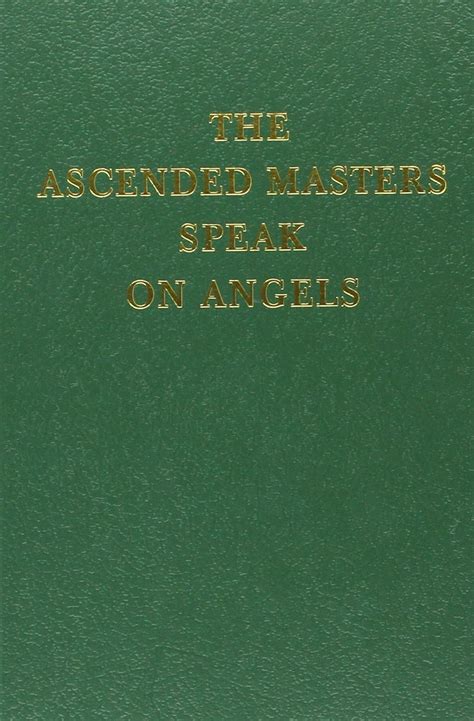 THE
ASCENDED MASTERS
SPEAK
ON ANGELS